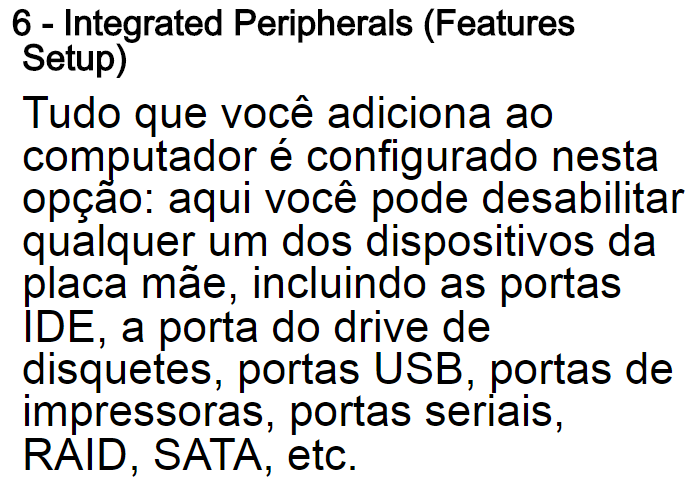 6 - Integrated Peripherals (Features
Setup)
Tudo que você adiciona ao
computador é configurado nesta
opção: aqui você pode desabilitar
qualquer um dos dispositivos da
placa mãe, incluindo as portas
IDE, a porta do drive de
disquetes, portas USB, portas de
impressoras, portas seriais,
RAID, SATA, etc.